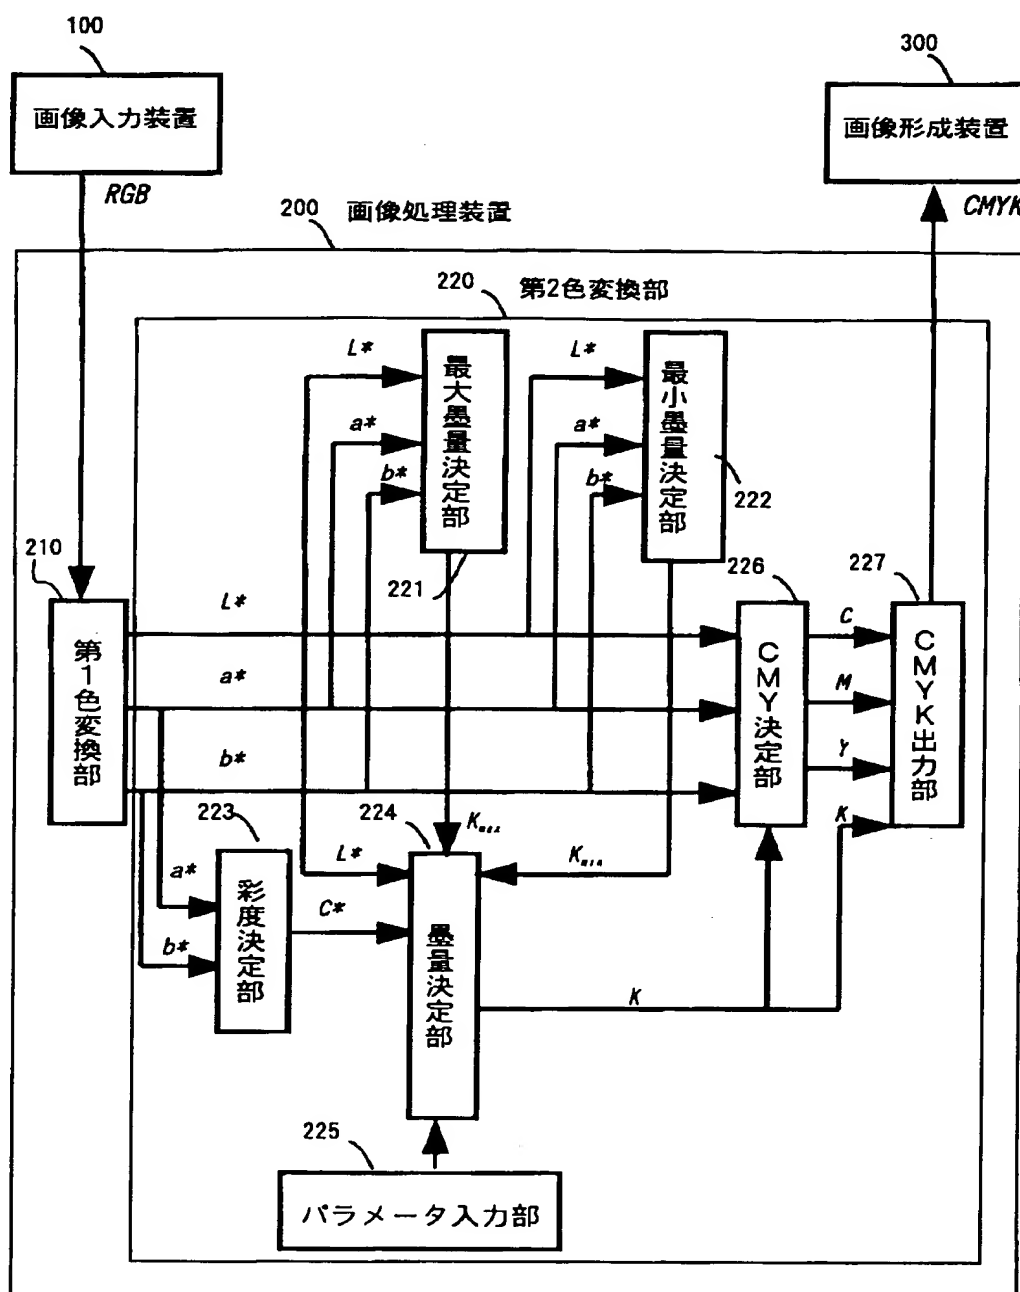 100
画像入力装置
RGB
300
画像形成装置
CMYK
200 画像処理装置
220 第2色変換部
L*
a*
b*
最大墨量決定部
221
L*
a*
b*
最小墨量決定部
222
210
第1色変換部
L*
a*
b*
226
CMY決定部
C
M
Y
K
227
CMYK出力部
223
a*
b*
彩度決定部
C*
224
L*
Kmax
Kmin
墨量決定部
K
225
パラメータ入力部